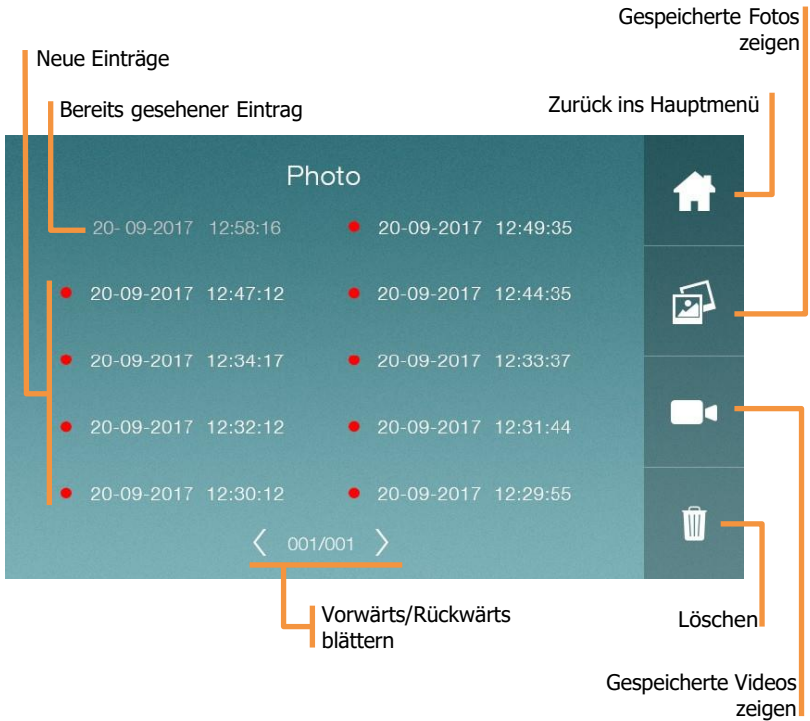 Gespeicherte Fotos
zeigen
Neue Einträge
Bereits gesehener Eintrag
Zurück ins Hauptmenü
Photo
20- 09-2017 12:58:16
20-09-2017 12:49:35
20-09-2017 12:47:12
20-09-2017 12:44:35
20-09-2017 12:34:17
20-09-2017 12:33:37
20-09-2017 12:32:12
20-09-2017 12:31:44
20-09-2017 12:30:12
20-09-2017 12:29:55
001/001
Vorwärts/Rückwärts
blättern
Löschen
Gespeicherte Videos
zeigen